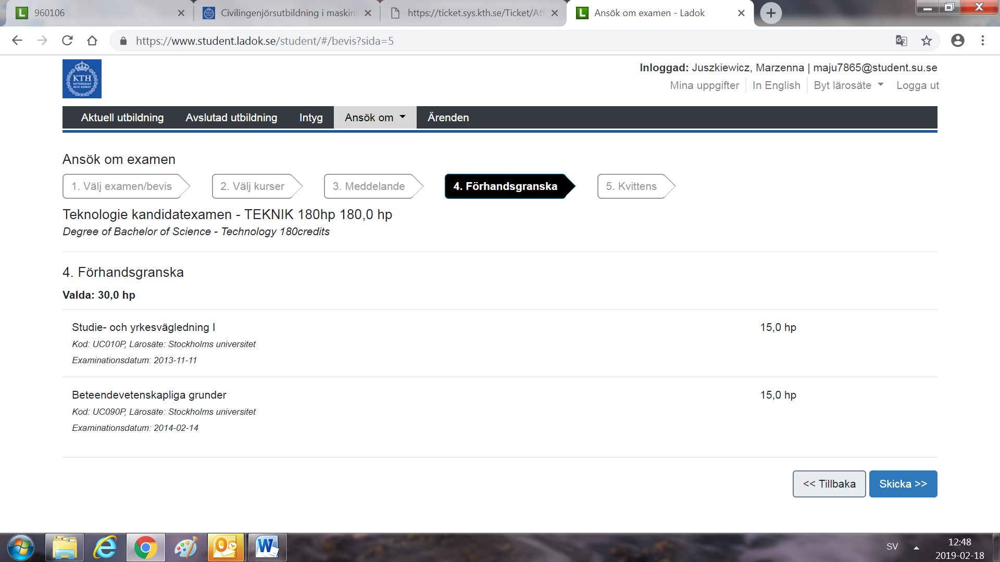 960106
Civilingenjörsutbildning i maskint
https://ticket.sys.kth.se/Ticket/Att
Ansök om examen - Ladok
https://www.student.ladok.se/student/#/bevis?sida=5
KTH
VETENSKAP
OCH KONST
Inloggad: Juszkiewicz, Marzenna | maju7865@student.su.se
Mina uppgifter
In English
Byt lärosäte
Logga ut
Aktuell utbildning
Avslutad utbildning
Intyg
Ansök om
Ärenden
Ansök om examen
1. Välj examen/bevis
2. Välj kurser
3. Meddelande
4. Förhandsgranska
5. Kvittens
Teknologie kandidatexamen - TEKNIK 180hp 180,0 hp
Degree of Bachelor of Science - Technology 180credits
4. Förhandsgranska
Valda: 30,0 hp
Studie- och yrkesvägledning I
15,0 hp
Kod: UC010P, Lärosäte: Stockholms universitet
Examinationsdatum: 2013-11-11
Beteendevetenskapliga grunder
15,0 hp
Kod: UC090P, Lärosäte: Stockholms universitet
Examinationsdatum: 2014-02-14
<< Tillbaka
Skicka >>
SV
12:48
2019-02-18